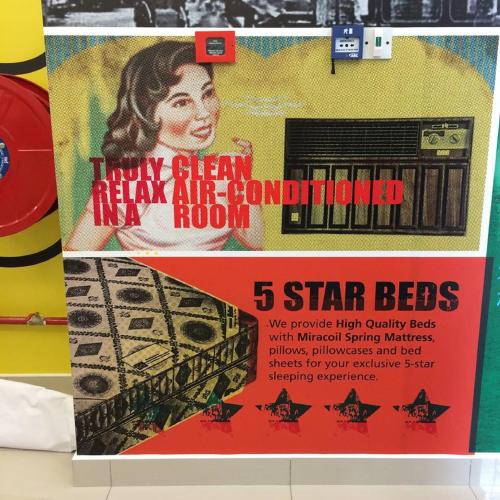 TRULY CLEAN
RELAX AIR-CONDITIONED
IN A ROOM
5 STAR BEDS
We provide High Quality Beds
with Miracoil Spring Mattress,
pillows, pillowcases and bed
sheets for your exclusive 5-star
sleeping experience.